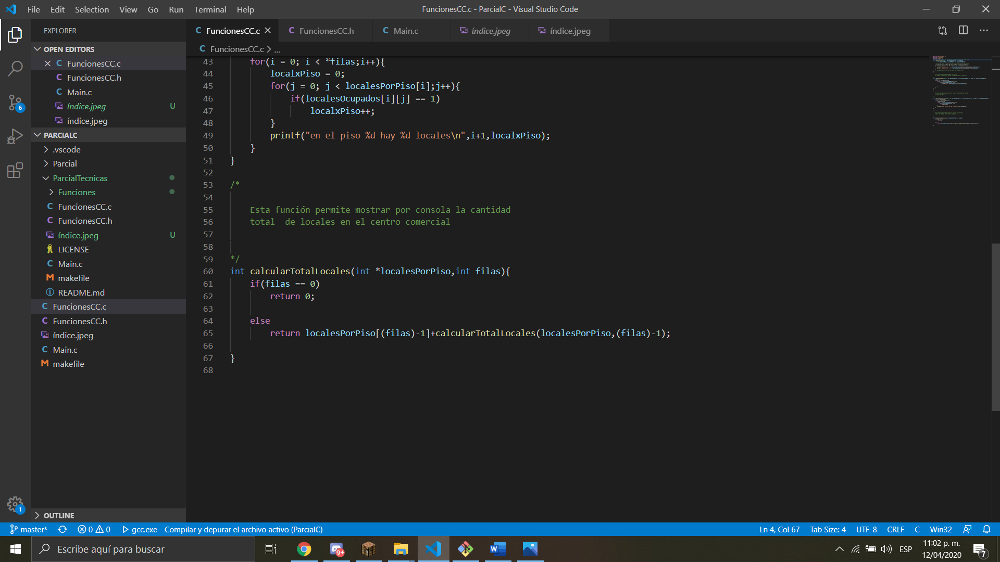 File Edit Selection View Go Run Terminal Help FuncionesCC.c - ParcialC - Visual Studio Code
EXPLORER
OPEN EDITORS
FuncionesCC.c
FuncionesCC.h
Main.c
índice.jpeg U
índice.jpeg
PARCIALC
.vscode
Parcial
ParcialTecnicas
Funciones
FuncionesCC.c
FuncionesCC.h
índice.jpeg U
LICENSE
Main.c
makefile
README.md
FuncionesCC.c
FuncionesCC.h
índice.jpeg
Main.c
makefile
OUTLINE
6
1
FuncionesCC.c FuncionesCC.h Main.c índice.jpeg índice.jpeg
FuncionesCC.c > ...
43 for(i = 0; i < *filas;i++){
44 localxPiso = 0;
45 for(j = 0; j < localesPorPiso[i];j++){
46 if(localesOcupados[i][j] == 1)
47 localxPiso++;
48 }
49 printf("en el piso %d hay %d locales\n",i+1,localxPiso);
50 }
51 }
52
53 /*
54
55 Esta función permite mostrar por consola la cantidad
56 total  de locales en el centro comercial
57
58
59 */
60 int calcularTotalLocales(int *localesPorPiso,int filas){
61 if(filas == 0)
62 return 0;
63
64 else
65 return localesPorPiso[(filas)-1]+calcularTotalLocales(localesPorPiso,(filas)-1);
66
67 }
68
master* 0 0 gcc.exe - Compilar y depurar el archivo activo (ParcialC) Ln 4, Col 67 Tab Size: 4 UTF-8 CRLF C Win32
Escribe aquí para buscar
9+
ESP
11:02 p. m.
12/04/2020
7